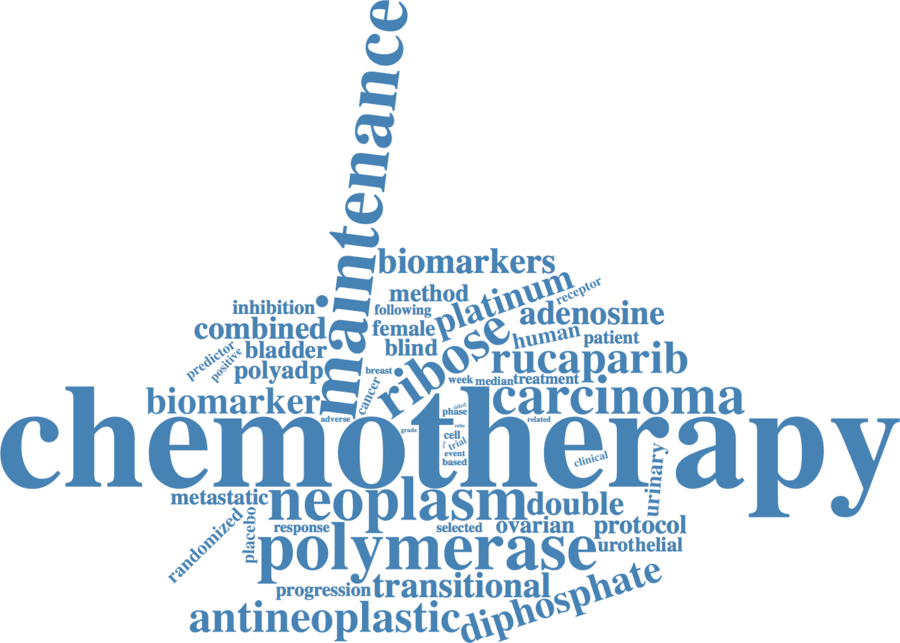 maintenance
biomarkers
method
platinum
receptor
inhibition
following
adenosine
combined
female
ribose
human
patient
predictor
positive
bladder
blind
rucaparib
polyadp
breast
week
median
treatment
biomarker
cancer
carcinoma
adverse
phase
sided
related
chemotherapy
grade
ratio
cell
trial
event
based
clinical
urinary
metastatic
neoplasm
double
randomized
placebo
response
selected
ovarian
protocol
polymerase
urothelial
progression
transitional
diphosphate
antineoplastic